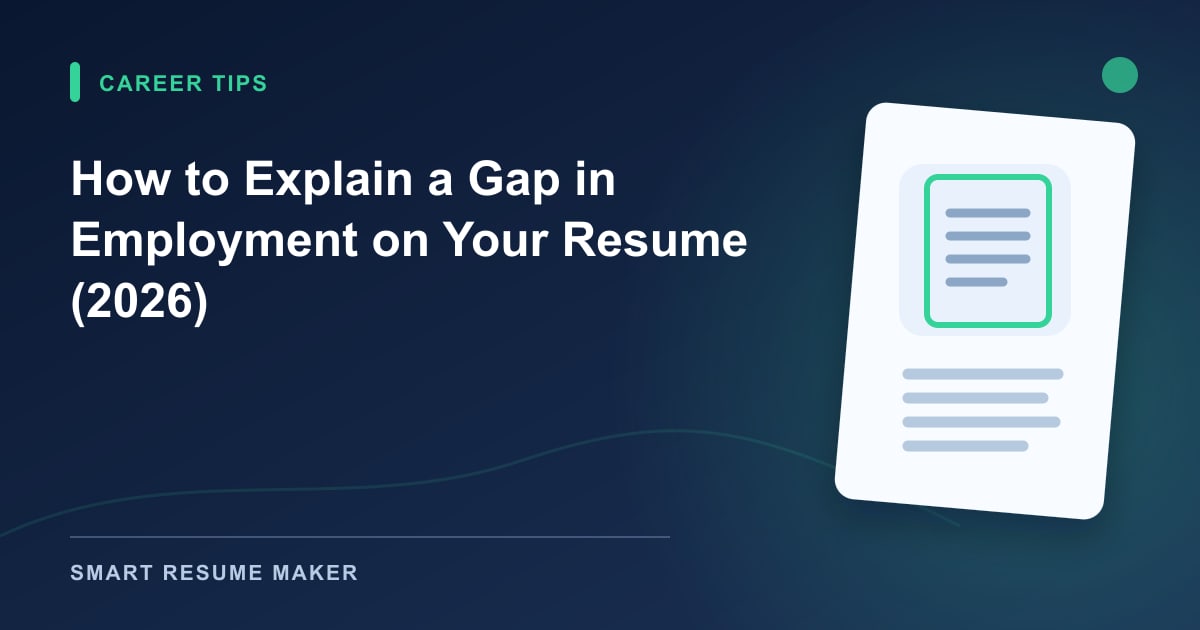 CAREER TIPS
How to Explain a Gap in
Employment on Your Resume
(2026)
SMART RESUME MAKER